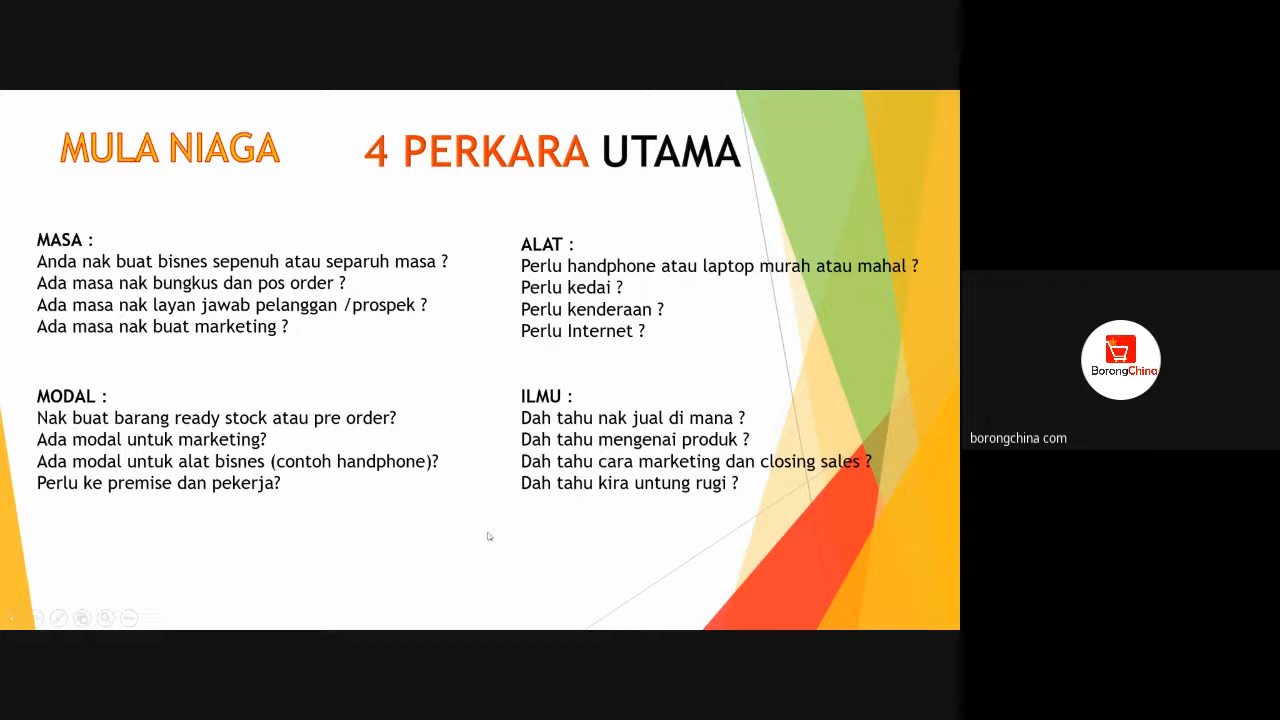 MULA NIAGA
4 PERKARA UTAMA
MASA :
Anda nak buat bisnes sepenuh atau separuh masa ?
Ada masa nak bungkus dan pos order ?
Ada masa nak layan jawab pelanggan /prospek ?
Ada masa nak buat marketing ?
ALAT :
Perlu handphone atau laptop murah atau mahal ?
Perlu kedai ?
Perlu kenderaan ?
Perlu Internet ?
MODAL :
Nak buat barang ready stock atau pre order?
Ada modal untuk marketing?
Ada modal untuk alat bisnes (contoh handphone)?
Perlu ke premise dan pekerja?
ILMU :
Dah tahu nak jual di mana ?
Dah tahu mengenai produk ?
Dah tahu cara marketing dan closing sales ?
Dah tahu kira untung rugi ?
BorongChina
borongchina com